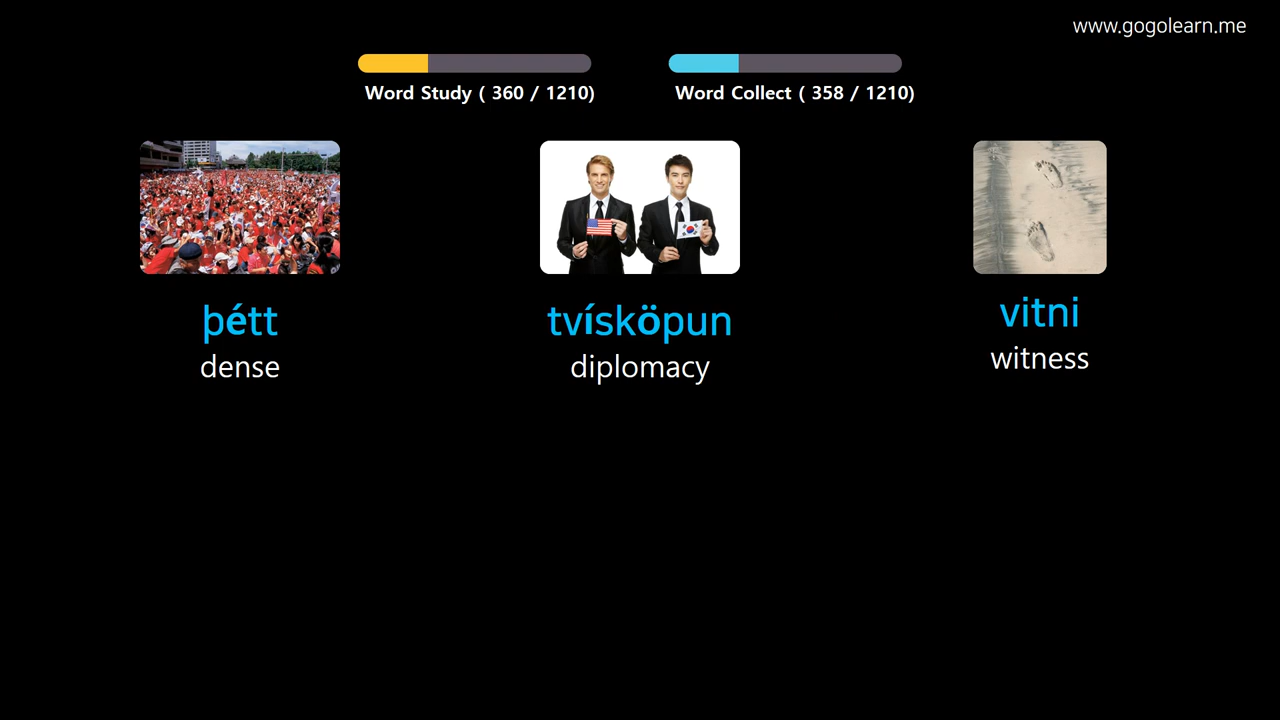 www.gogolearn.me
Word Study ( 360 / 1210)
Word Collect ( 358 / 1210)
þétt
dense
tvísköpun
diplomacy
vitni
witness